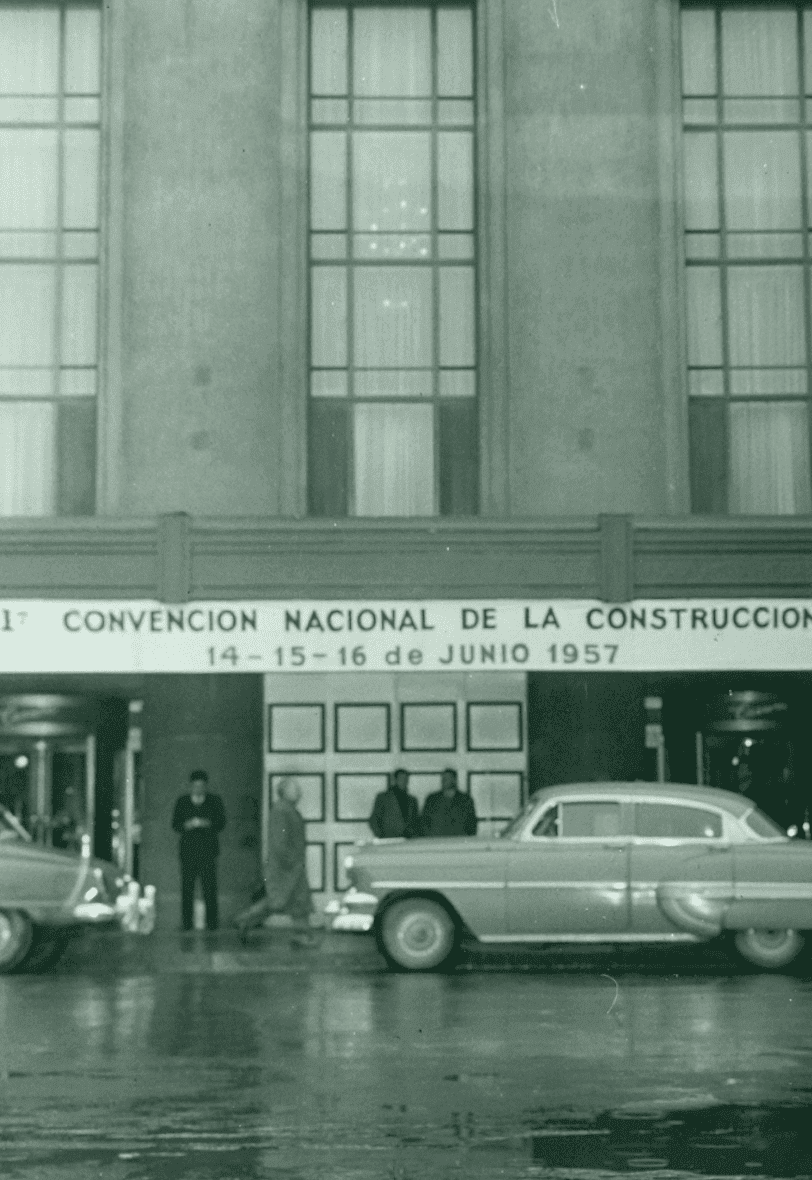 CONVENCION NACIONAL DE LA CONSTRUCCION
14-15-16 de JUNIO 1957